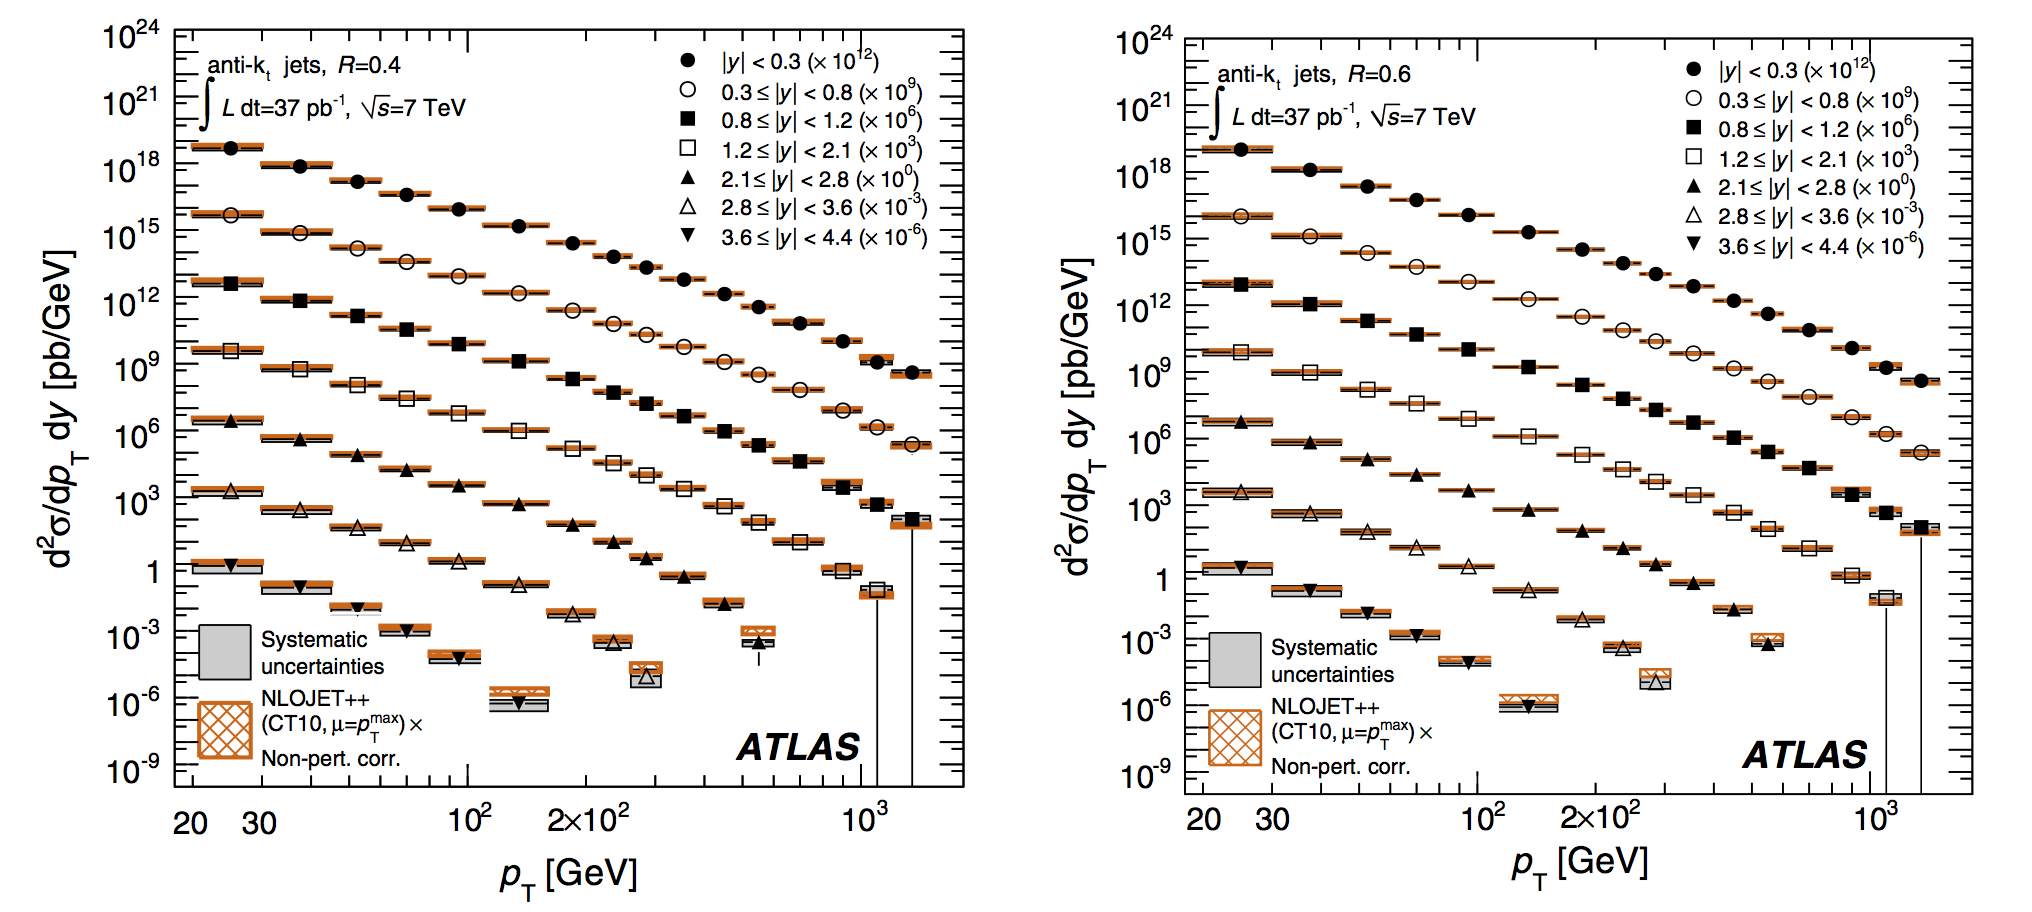 anti-kt jets, R=0.4
∫ L dt=37 pb-1, √s=7 TeV
|y| < 0.3 (× 10^12)
0.3 ≤ |y| < 0.8 (× 10^9)
0.8 ≤ |y| < 1.2 (× 10^6)
1.2 ≤ |y| < 2.1 (× 10^3)
2.1 ≤ |y| < 2.8 (× 10^0)
2.8 ≤ |y| < 3.6 (× 10^-3)
3.6 ≤ |y| < 4.4 (× 10^-6)
d^2σ/dp_T dy [pb/GeV]
10^24
10^21
10^18
10^15
10^12
10^9
10^6
10^3
1
10^-3
10^-6
10^-9
Systematic
uncertainties
NLOJET++
(CT10, μ=p_T^max) ×
Non-pert. corr.
ATLAS
20 30 10^2 2×10^2 10^3
p_T [GeV]
anti-kt jets, R=0.6
∫ L dt=37 pb-1, √s=7 TeV
|y| < 0.3 (× 10^12)
0.3 ≤ |y| < 0.8 (× 10^9)
0.8 ≤ |y| < 1.2 (× 10^6)
1.2 ≤ |y| < 2.1 (× 10^3)
2.1 ≤ |y| < 2.8 (× 10^0)
2.8 ≤ |y| < 3.6 (× 10^-3)
3.6 ≤ |y| < 4.4 (× 10^-6)
d^2σ/dp_T dy [pb/GeV]
10^24
10^21
10^18
10^15
10^12
10^9
10^6
10^3
1
10^-3
10^-6
10^-9
Systematic
uncertainties
NLOJET++
(CT10, μ=p_T^max) ×
Non-pert. corr.
ATLAS
20 30 10^2 2×10^2 10^3
p_T [GeV]